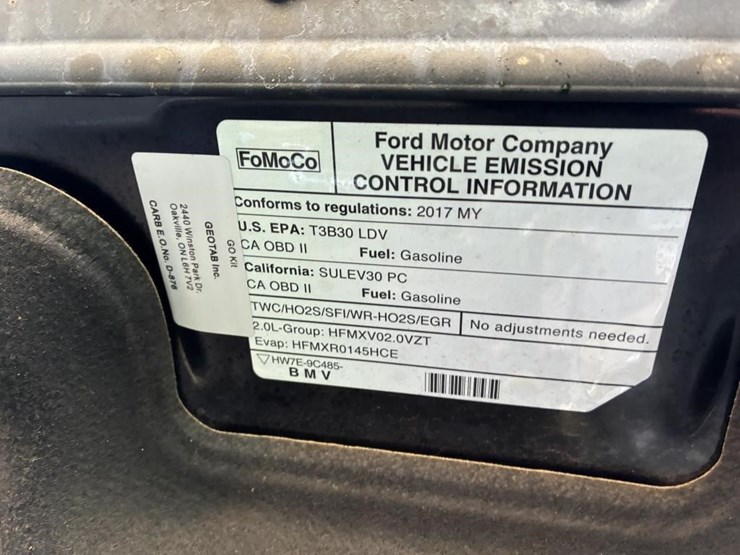 FoMoCo
Ford Motor Company
VEHICLE EMISSION
CONTROL INFORMATION
Conforms to regulations: 2017 MY
U.S. EPA: T3B30 LDV
CA OBD II Fuel: Gasoline
California: SULEV30 PC
CA OBD II Fuel: Gasoline
TWC/HO2S/SFI/WR-HO2S/EGR
No adjustments needed.
2.0L-Group: HFMXV02.0VZT
Evap: HFMXR0145HCE
HW7E-9C485-
BMV
GO Kit
GEOTAB Inc.
2440 Winston Park Dr.
Oakville, ON L6H 7V2
CARB E.O. No. D-876